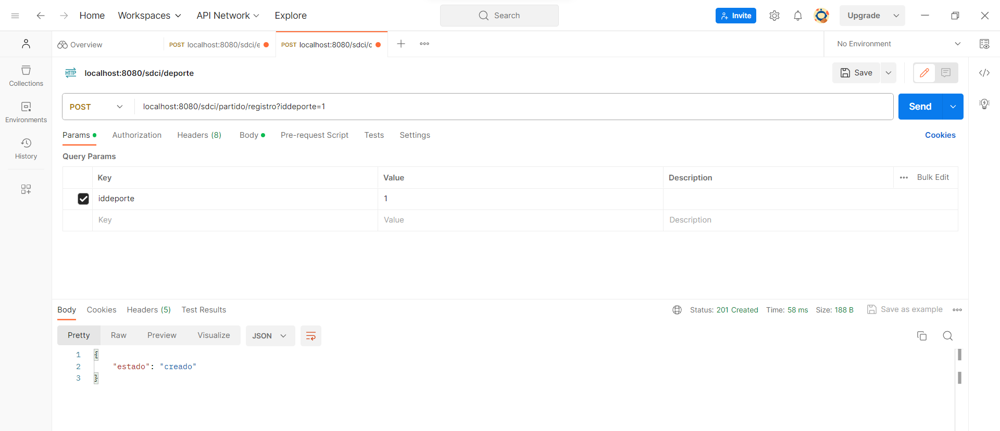 Home Workspaces API Network Explore Search Invite Upgrade
Overview POST localhost:8080/sdci/e POST localhost:8080/sdci/c No Environment
HTTP localhost:8080/sdci/deporte Save
Collections
POST localhost:8080/sdci/partido/registro?iddeporte=1 Send
Environments
Params Authorization Headers (8) Body Pre-request Script Tests Settings Cookies
History
Query Params
Key Value Description Bulk Edit
iddeporte 1
Key Value Description
Body Cookies Headers (5) Test Results Status: 201 Created Time: 58 ms Size: 188 B Save as example
Pretty Raw Preview Visualize JSON
1 {
2 "estado": "creado"
3 }